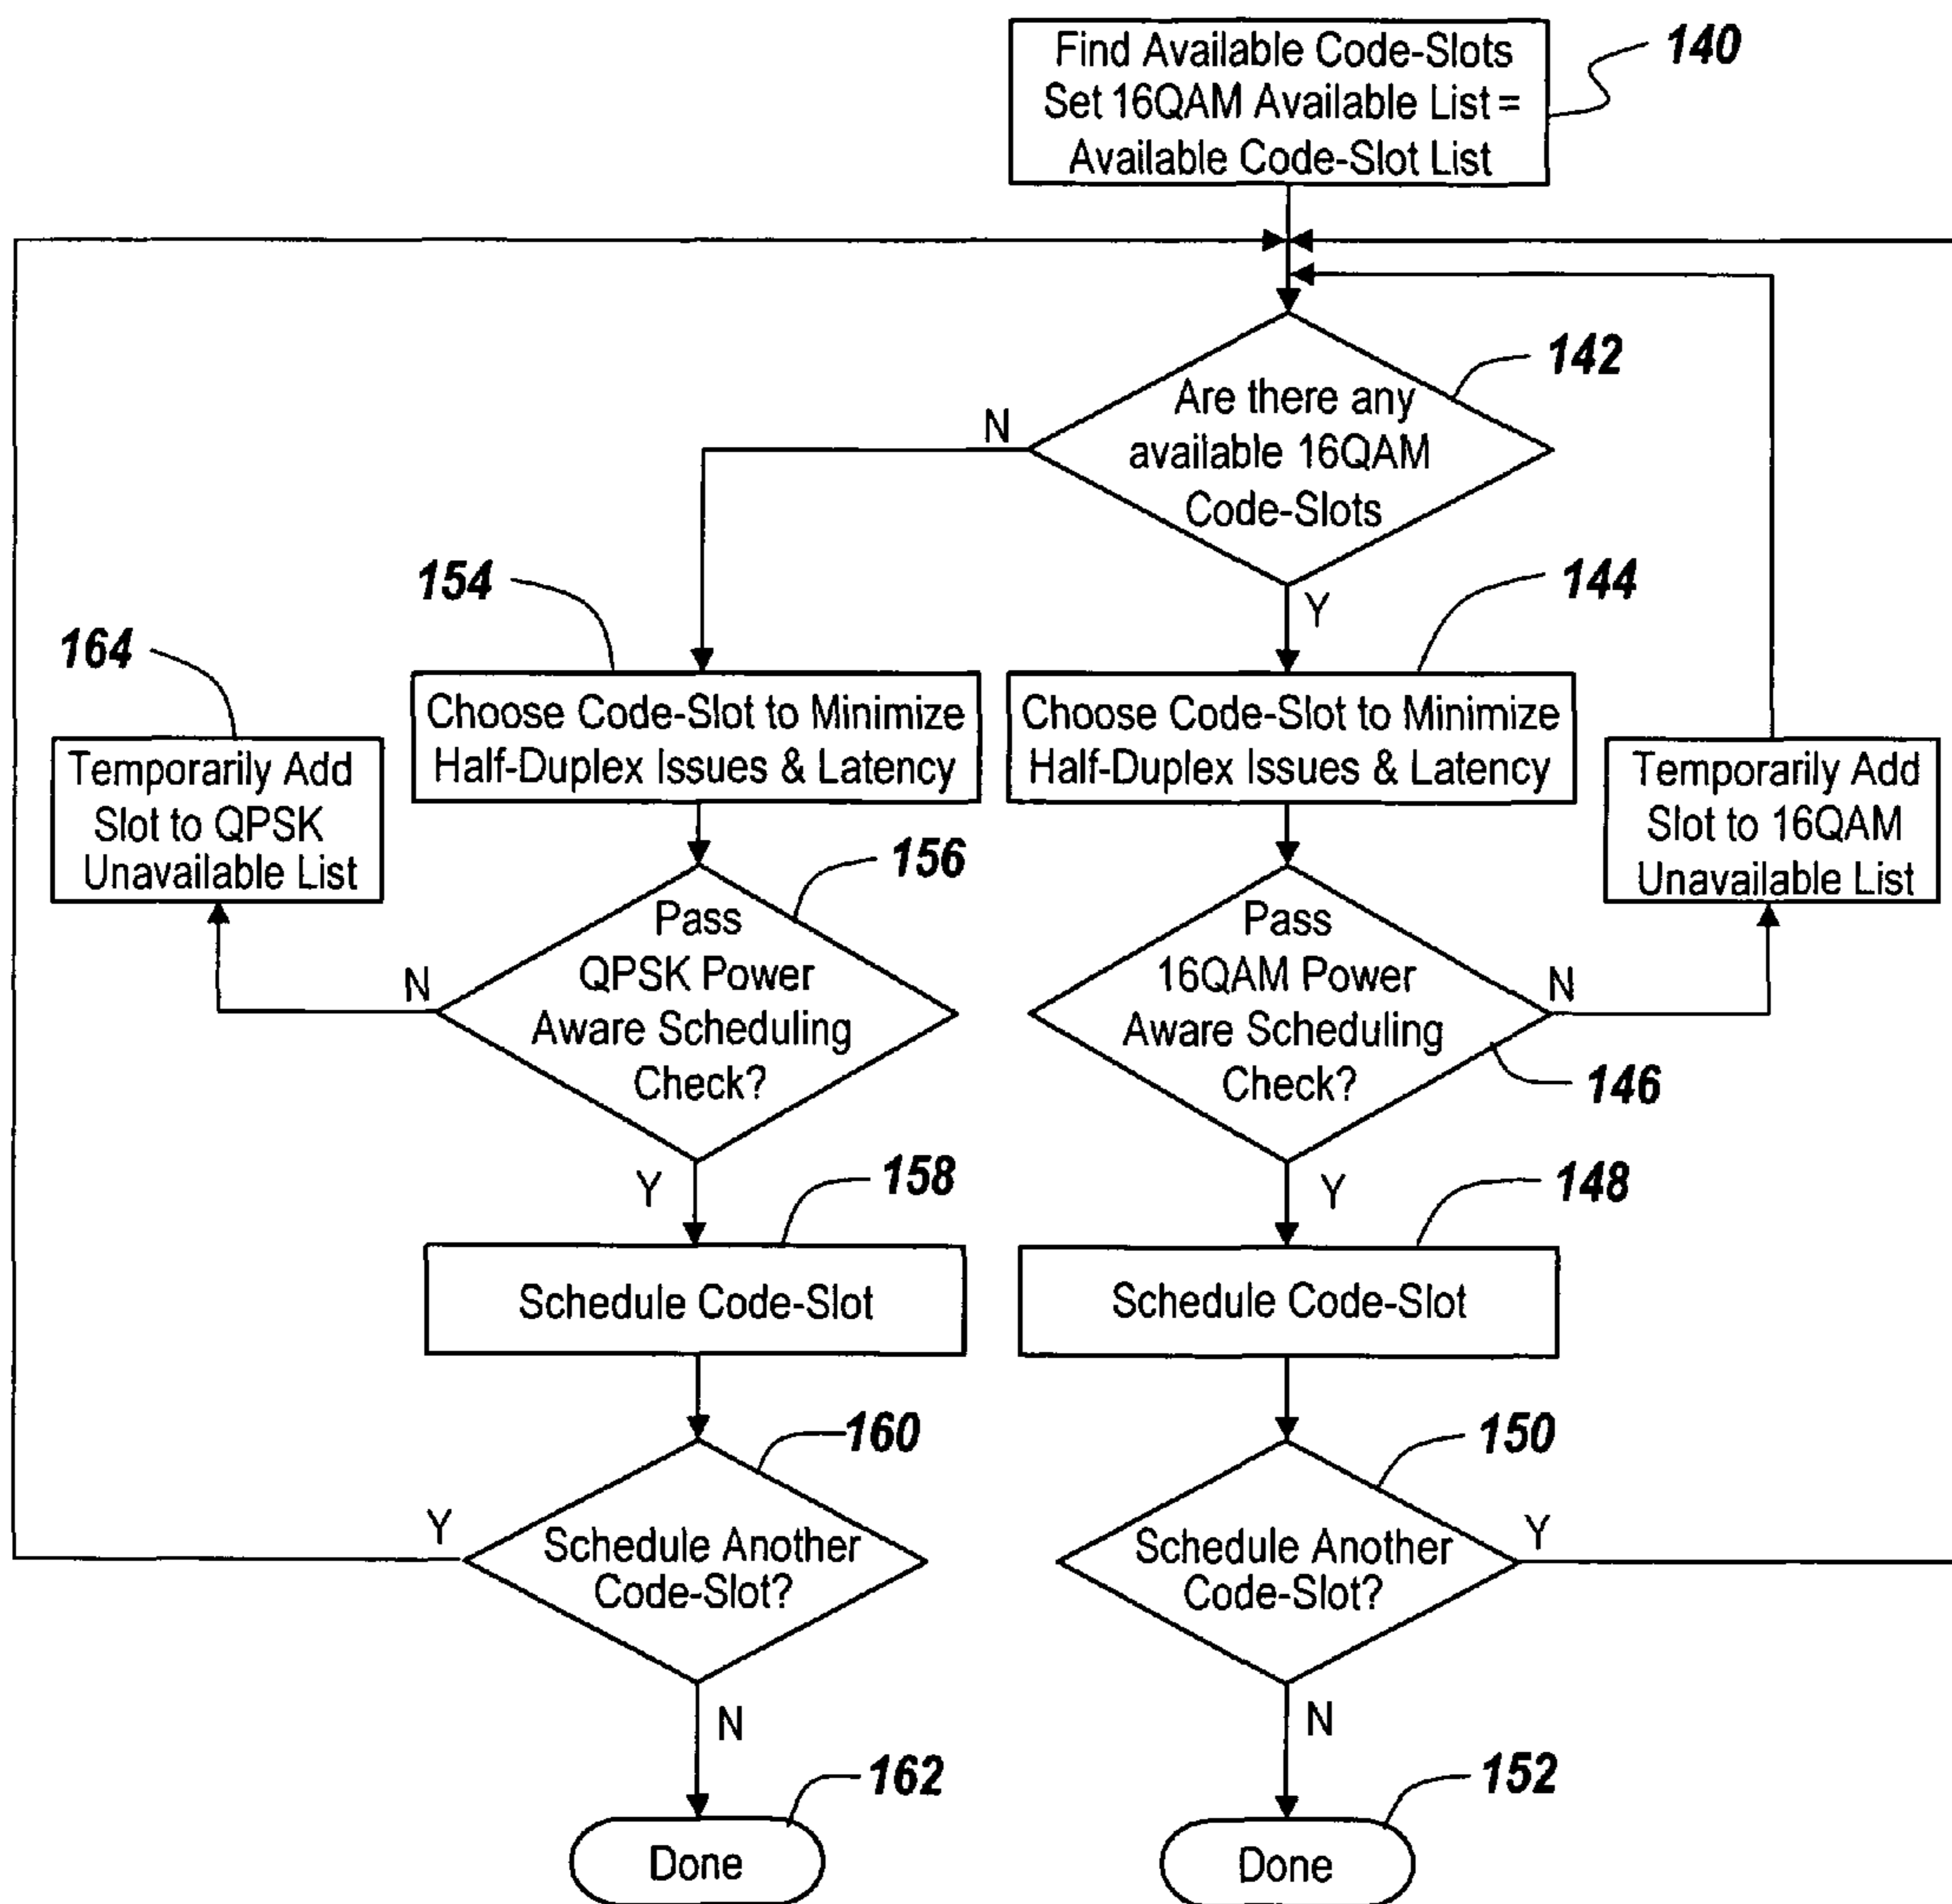 Find Available Code-Slots
Set 16QAM Available List =
Available Code-Slot List
140
142
Are there any
available 16QAM
Code-Slots
N
Y
154
144
164
Choose Code-Slot to Minimize
Half-Duplex Issues & Latency
Choose Code-Slot to Minimize
Half-Duplex Issues & Latency
Temporarily Add
Slot to QPSK
Unavailable List
Temporarily Add
Slot to 16QAM
Unavailable List
156
Pass
QPSK Power
Aware Scheduling
Check?
N
Y
Pass
16QAM Power
Aware Scheduling
Check?
N
146
Y
158
148
Schedule Code-Slot
Schedule Code-Slot
160
150
Y
Schedule Another
Code-Slot?
Schedule Another
Code-Slot?
Y
N
N
162
152
Done
Done